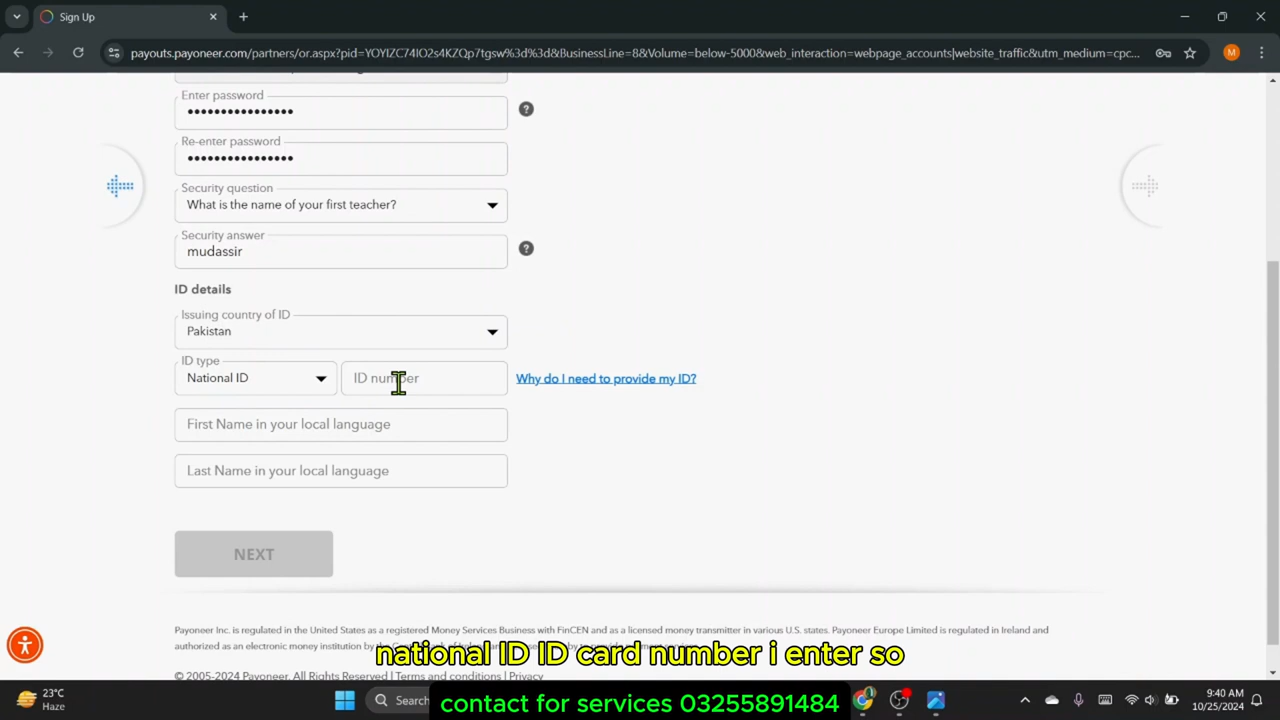 Sign Up
payouts.payoneer.com/partners/or.aspx?pid=YOYIZC74IO2s4KZQp7tgsw%3d%3d&BusinessLine=8&Volume=below-5000&web_interaction=webpage_accounts|website_traffic&utm_medium=cpc...
M
Enter password
••••••••••••••••
?
Re-enter password
••••••••••••••••
Security question
What is the name of your first teacher?
Security answer
mudassir
?
ID details
Issuing country of ID
Pakistan
ID type
National ID
ID number
Why do I need to provide my ID?
First Name in your local language
Last Name in your local language
NEXT
Payoneer Inc. is regulated in the United States as a registered Money Services Business with FinCEN and as a licensed money transmitter in various U.S. states. Payoneer Europe Limited is regulated in Ireland and
authorized as an electronic money institution by the
national ID ID card number i enter so
© 2005-2024 Payoneer, All Rights Reserved | Terms and conditions | Privacy
23°C
Haze
Search
contact for services 03255891484
9:40 AM
10/25/2024